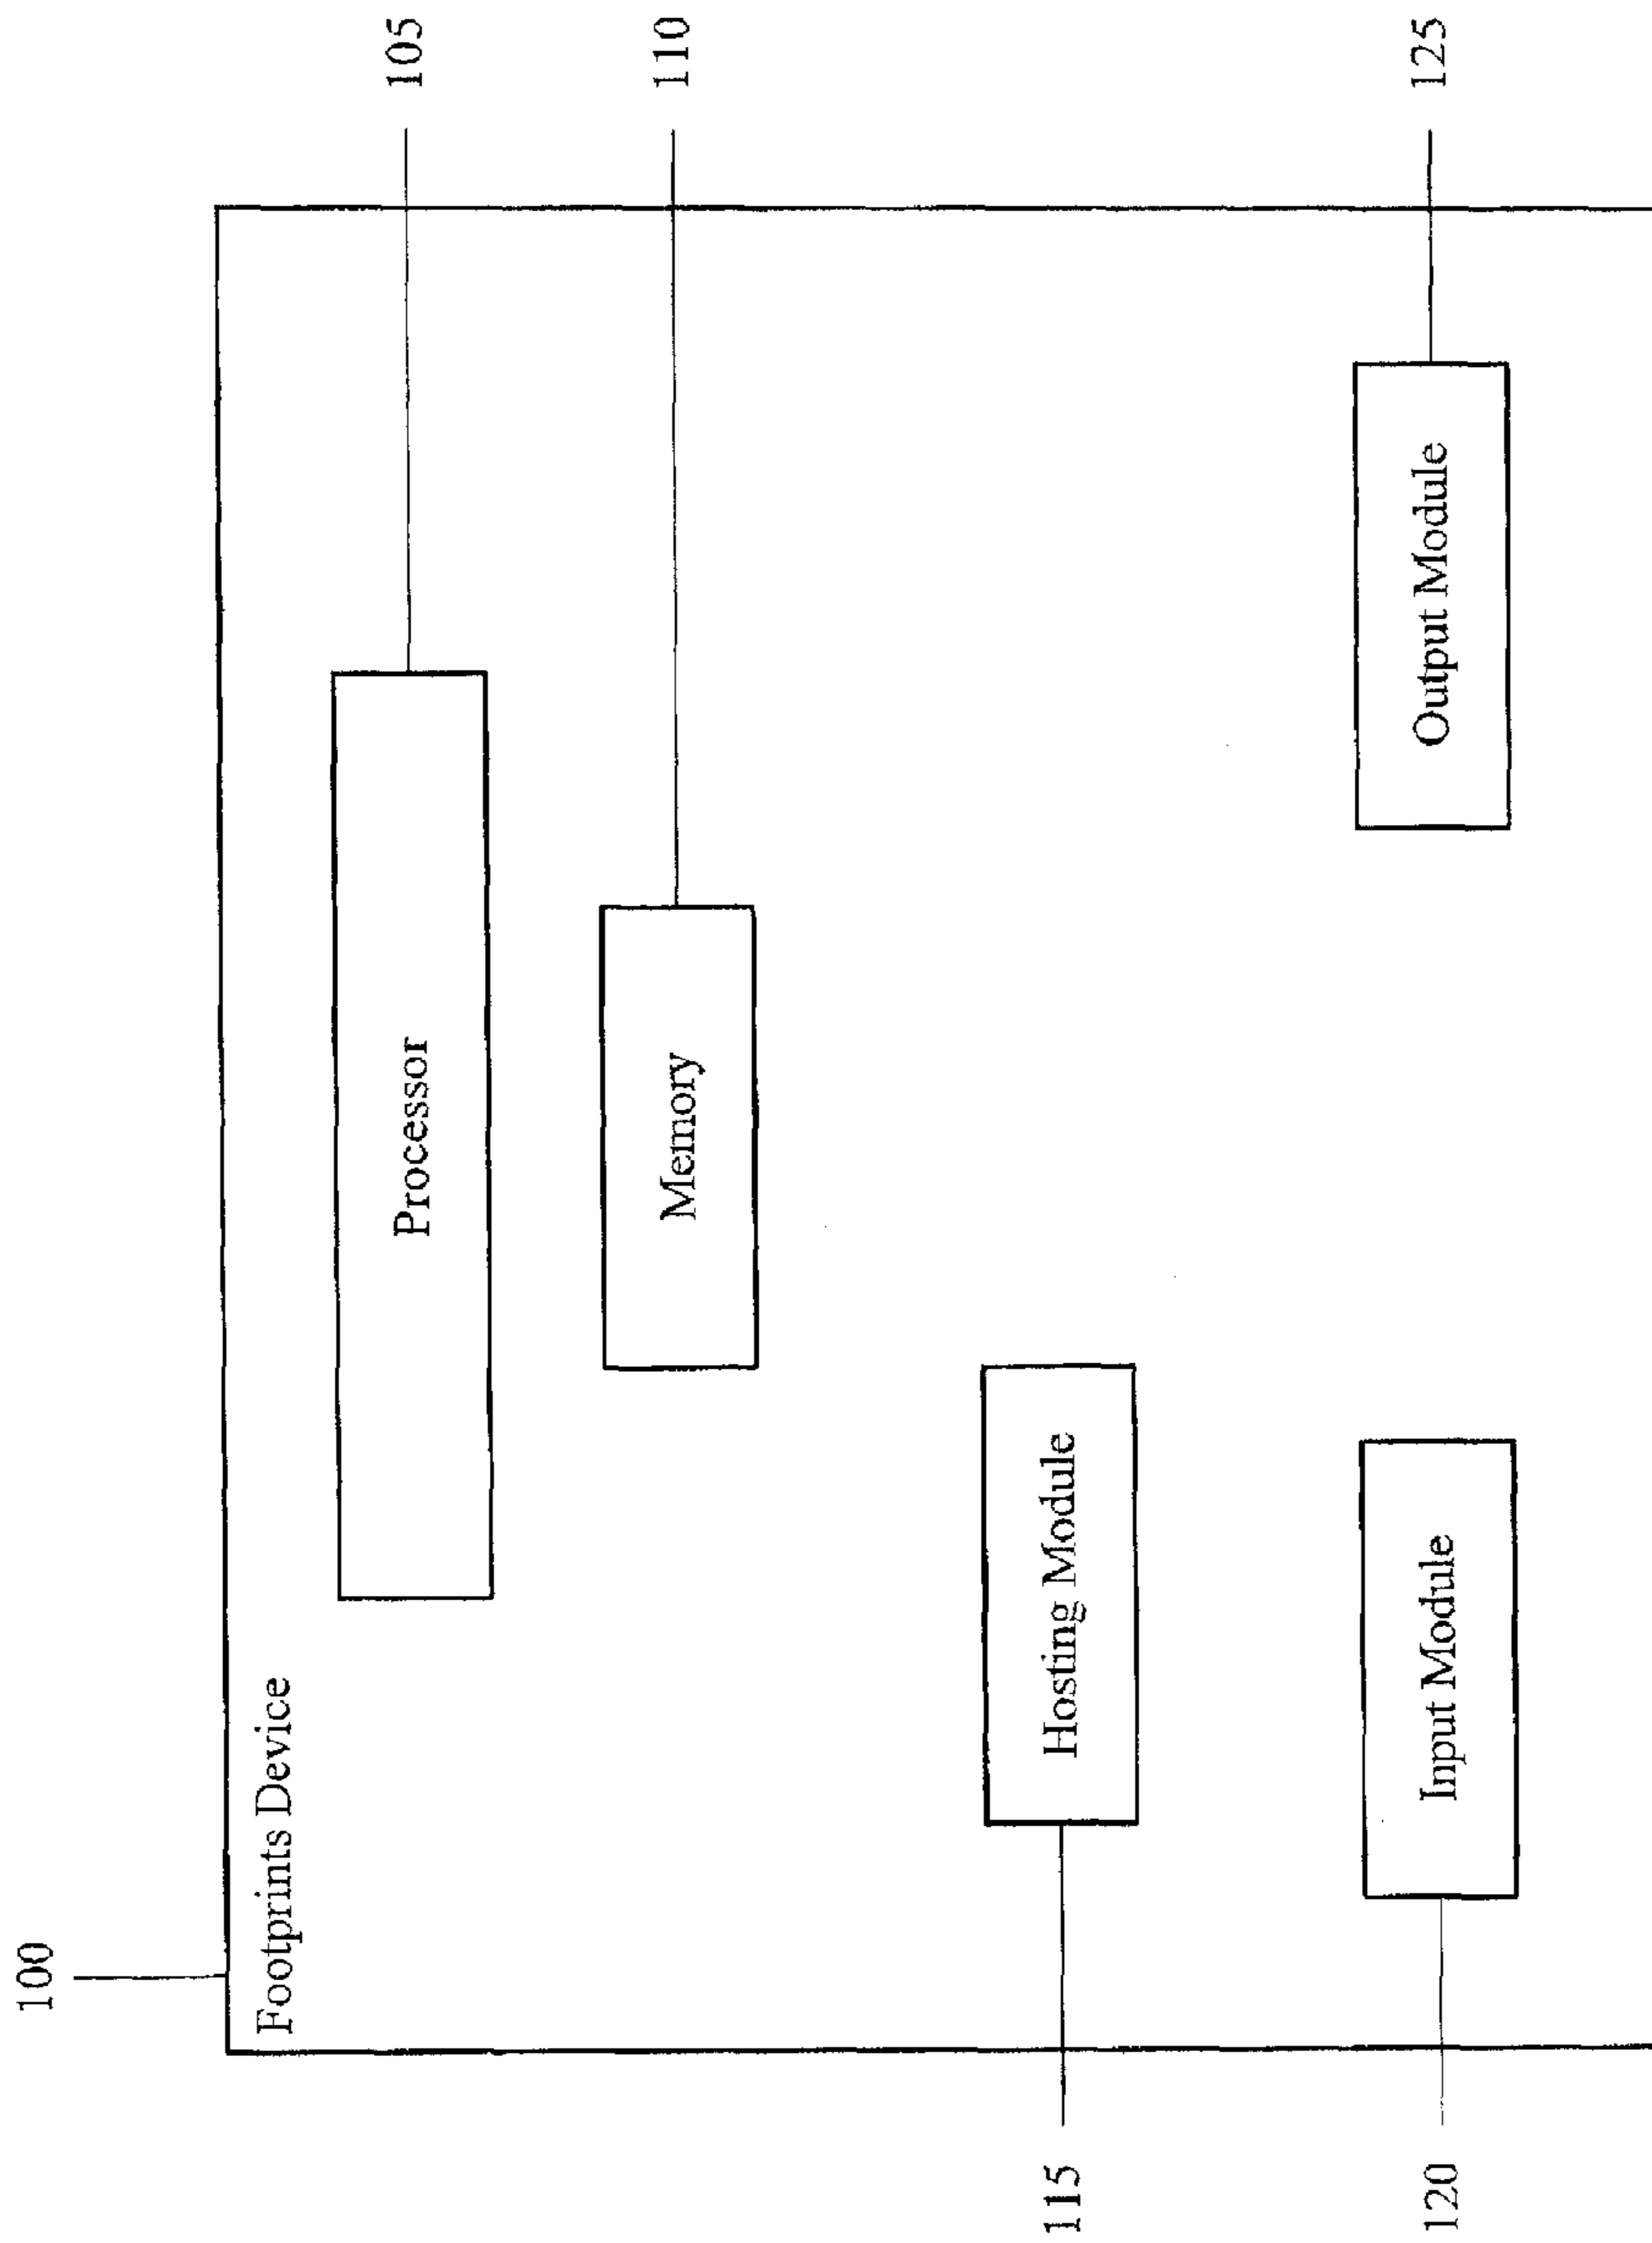 100
Footprints Device
Processor
105
Memory
110
115
Hosting Module
120
Input Module
Output Module
125